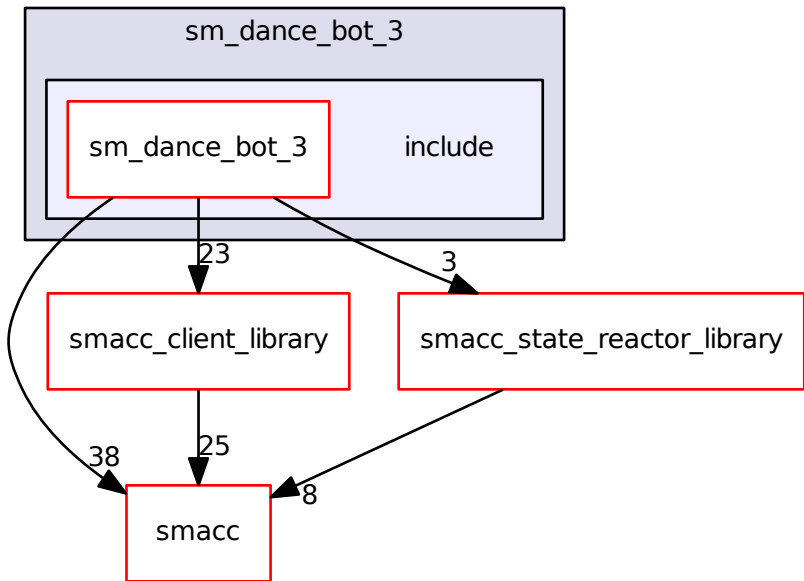 sm_dance_bot_3
sm_dance_bot_3 include
23
3
smacc_client_library smacc_state_reactor_library
38
25
8
smacc